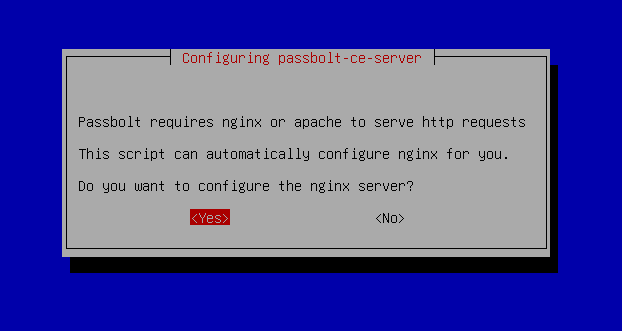 Configuring passbolt-ce-server
Passbolt requires nginx or apache to serve http requests
This script can automatically configure nginx for you.
Do you want to configure the nginx server?
<Yes> <No>